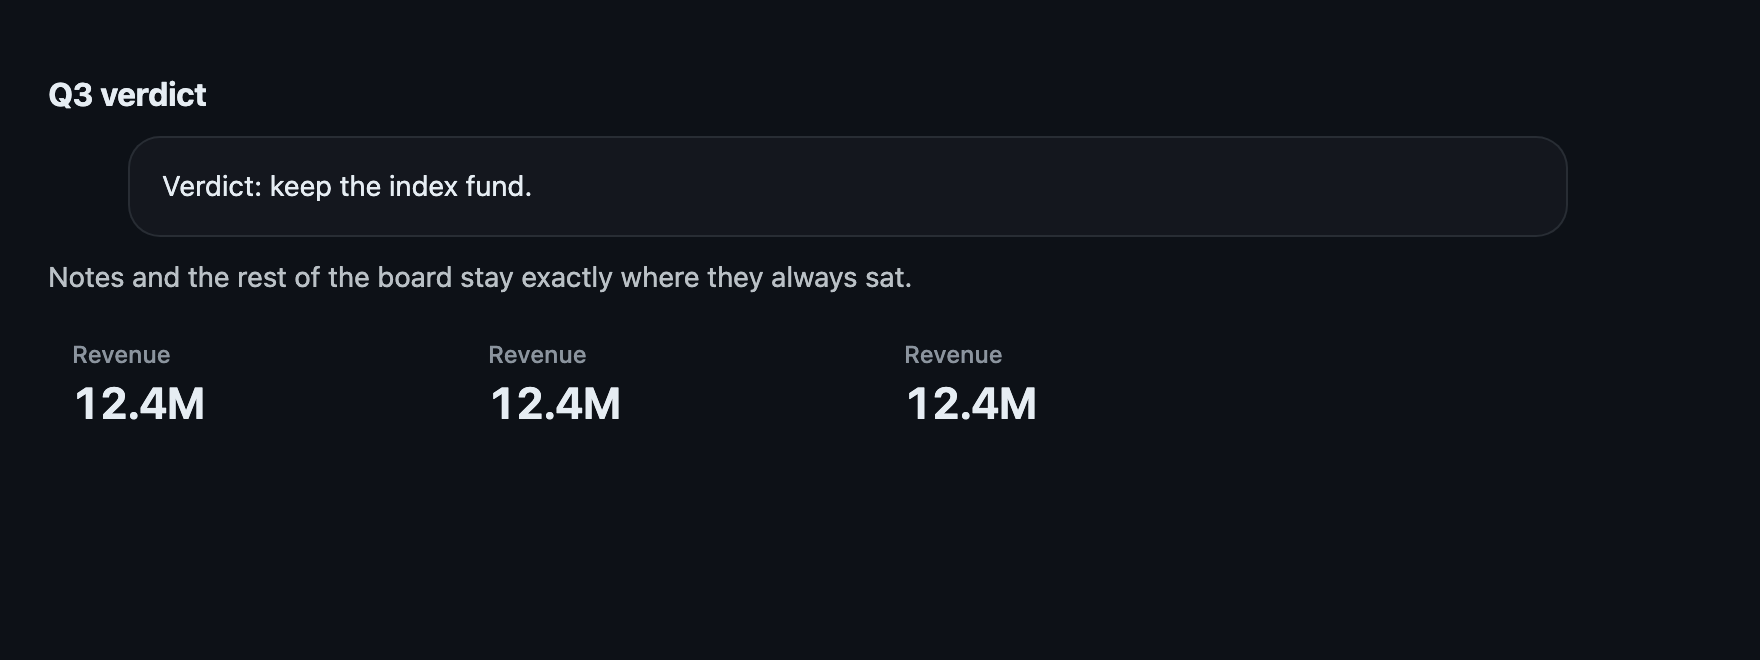 Q3 verdict
Verdict: keep the index fund.
Notes and the rest of the board stay exactly where they always sat.
Revenue Revenue Revenue
12.4M 12.4M 12.4M